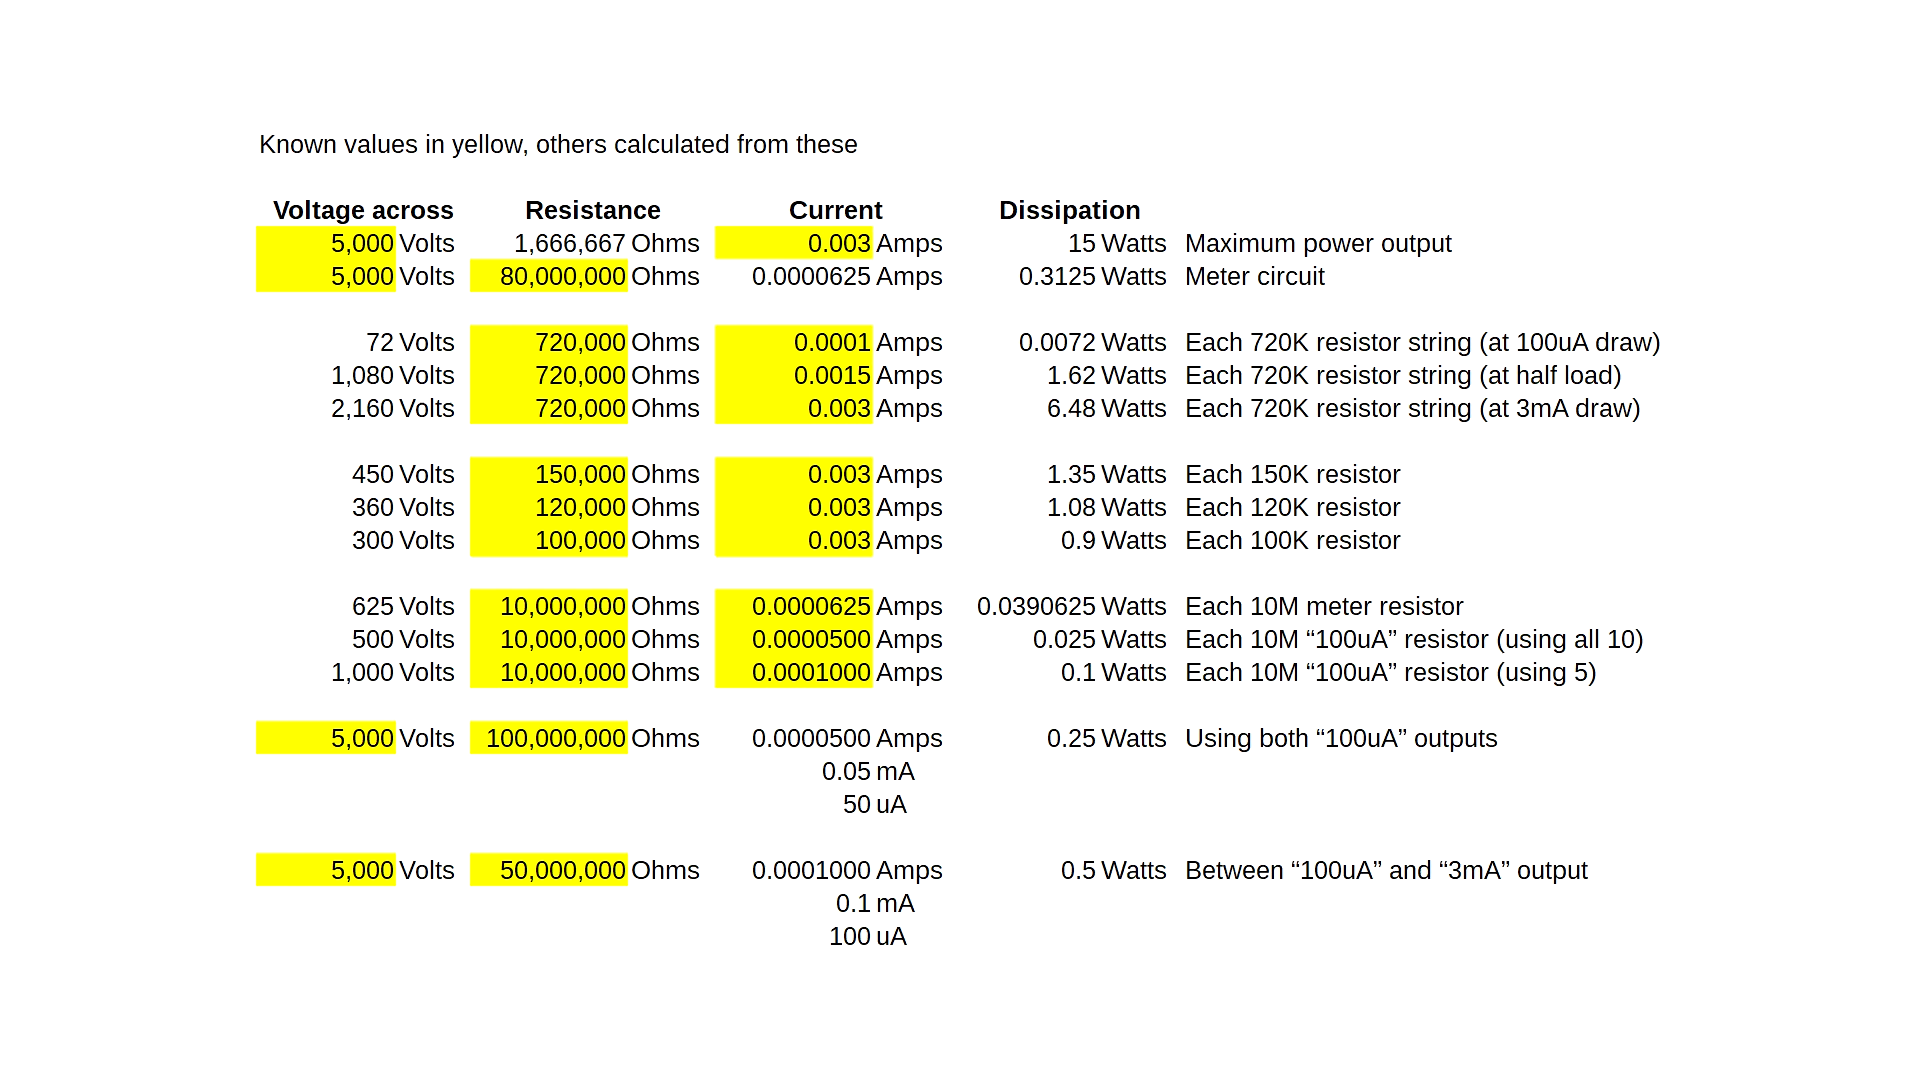 Known values in yellow, others calculated from these
Voltage across Resistance Current Dissipation
5,000 Volts 1,666,667 Ohms 0.003 Amps 15 Watts Maximum power output
5,000 Volts 80,000,000 Ohms 0.0000625 Amps 0.3125 Watts Meter circuit
72 Volts 720,000 Ohms 0.0001 Amps 0.0072 Watts Each 720K resistor string (at 100uA draw)
1,080 Volts 720,000 Ohms 0.0015 Amps 1.62 Watts Each 720K resistor string (at half load)
2,160 Volts 720,000 Ohms 0.003 Amps 6.48 Watts Each 720K resistor string (at 3mA draw)
450 Volts 150,000 Ohms 0.003 Amps 1.35 Watts Each 150K resistor
360 Volts 120,000 Ohms 0.003 Amps 1.08 Watts Each 120K resistor
300 Volts 100,000 Ohms 0.003 Amps 0.9 Watts Each 100K resistor
625 Volts 10,000,000 Ohms 0.0000625 Amps 0.0390625 Watts Each 10M meter resistor
500 Volts 10,000,000 Ohms 0.0000500 Amps 0.025 Watts Each 10M “100uA” resistor (using all 10)
1,000 Volts 10,000,000 Ohms 0.0001000 Amps 0.1 Watts Each 10M “100uA” resistor (using 5)
5,000 Volts 100,000,000 Ohms 0.0000500 Amps 0.25 Watts Using both “100uA” outputs
0.05 mA
50 uA
5,000 Volts 50,000,000 Ohms 0.0001000 Amps 0.5 Watts Between “100uA” and “3mA” output
0.1 mA
100 uA